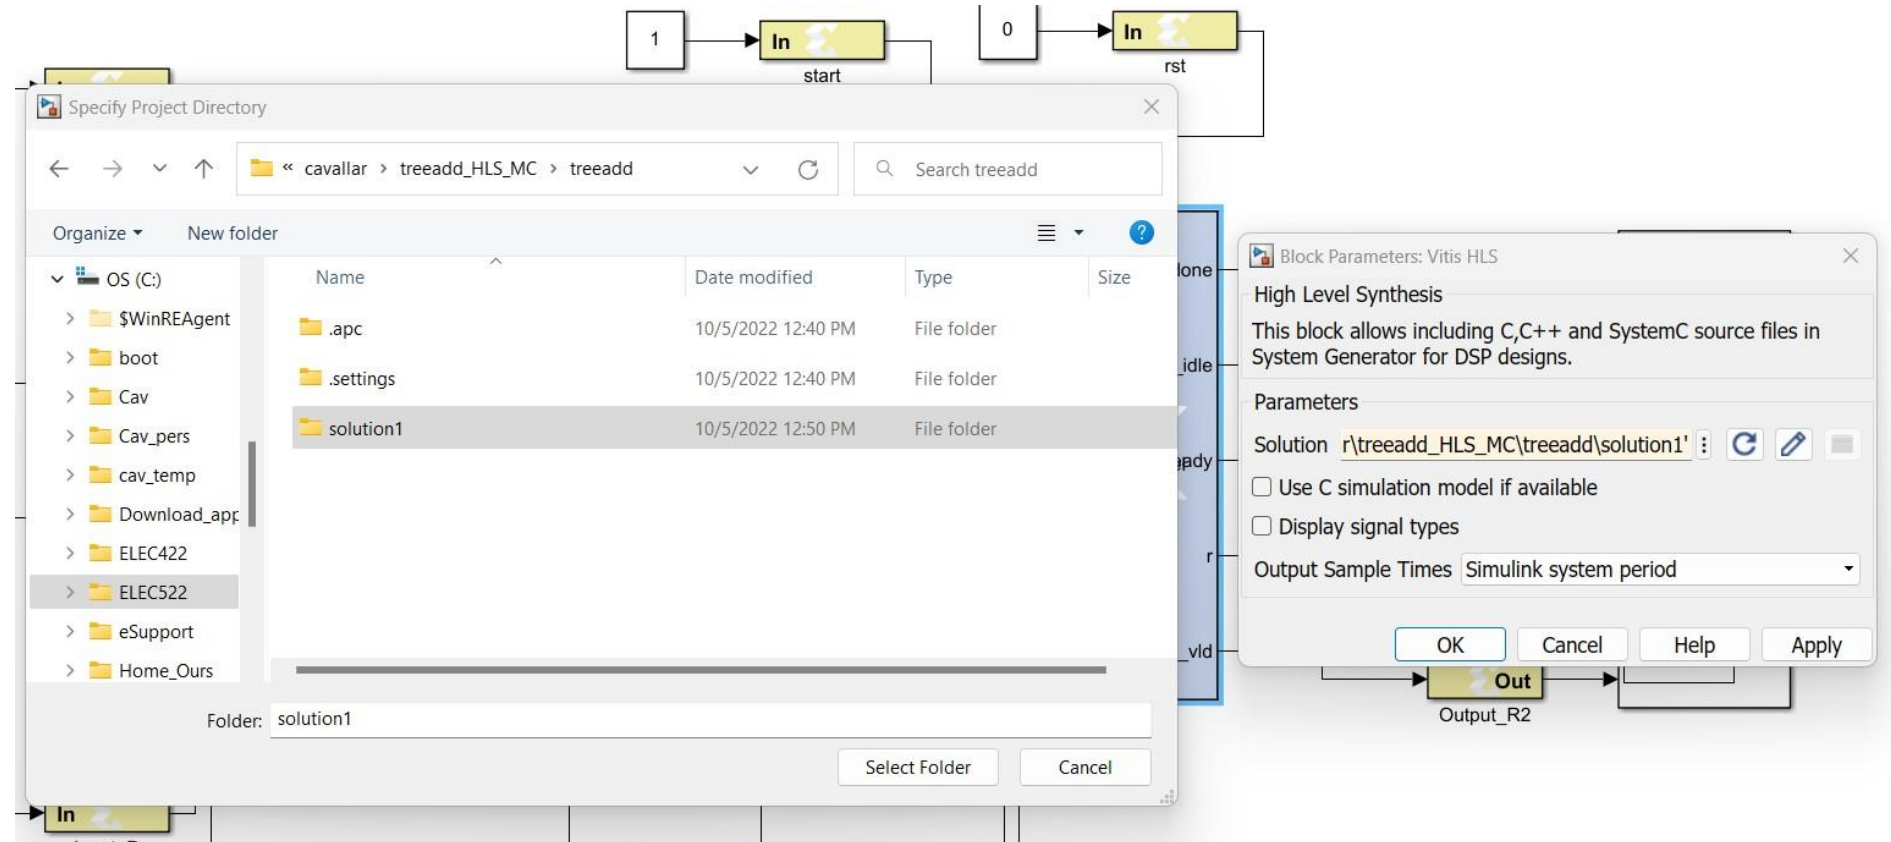 1
In
start
0
In
rst
Specify Project Directory
« cavallar > treeadd_HLS_MC > treeadd
Search treeadd
Organize
New folder
?
OS (C:)
$WinREAgent
boot
Cav
Cav_pers
cav_temp
Download_app
ELEC422
ELEC522
eSupport
Home_Ours
Name Date modified Type Size
.apc 10/5/2022 12:40 PM File folder
.settings 10/5/2022 12:40 PM File folder
solution1 10/5/2022 12:50 PM File folder
Folder: solution1
Select Folder Cancel
lone
_idle
ady
r
_vld
Block Parameters: Vitis HLS
High Level Synthesis
This block allows including C,C++ and SystemC source files in
System Generator for DSP designs.
Parameters
Solution r\treeadd_HLS_MC\treeadd\solution1'
Use C simulation model if available
Display signal types
Output Sample Times Simulink system period
OK Cancel Help Apply
Out
Output_R2
In